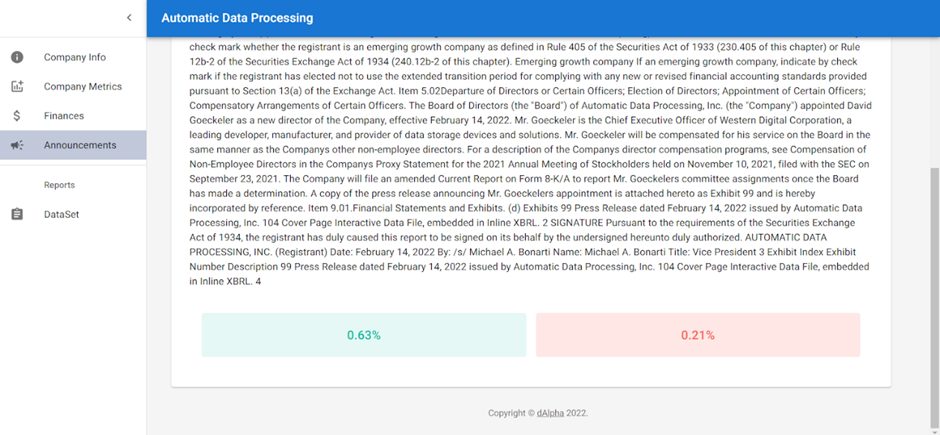 Automatic Data Processing
Company Info
Company Metrics
Finances
Announcements
Reports
DataSet
check mark whether the registrant is an emerging growth company as defined in Rule 405 of the Securities Act of 1933 (230.405 of this chapter) or Rule
12b-2 of the Securities Exchange Act of 1934 (240.12b-2 of this chapter). Emerging growth company If an emerging growth company, indicate by check
mark if the registrant has elected not to use the extended transition period for complying with any new or revised financial accounting standards provided
pursuant to Section 13(a) of the Exchange Act. Item 5.02Departure of Directors or Certain Officers; Election of Directors; Appointment of Certain Officers;
Compensatory Arrangements of Certain Officers. The Board of Directors (the "Board") of Automatic Data Processing, Inc. (the "Company") appointed David
Goeckeler as a new director of the Company, effective February 14, 2022. Mr. Goeckeler is the Chief Executive Officer of Western Digital Corporation, a
leading developer, manufacturer, and provider of data storage devices and solutions. Mr. Goeckeler will be compensated for his service on the Board in the
same manner as the Companys other non-employee directors. For a description of the Companys director compensation programs, see Compensation of
Non-Employee Directors in the Companys Proxy Statement for the 2021 Annual Meeting of Stockholders held on November 10, 2021, filed with the SEC on
September 23, 2021. The Company will file an amended Current Report on Form 8-K/A to report Mr. Goeckelers committee assignments once the Board
has made a determination. A copy of the press release announcing Mr. Goeckelers appointment is attached hereto as Exhibit 99 and is hereby
incorporated by reference. Item 9.01.Financial Statements and Exhibits. (d) Exhibits 99 Press Release dated February 14, 2022 issued by Automatic Data
Processing, Inc. 104 Cover Page Interactive Data File, embedded in Inline XBRL. 2 SIGNATURE Pursuant to the requirements of the Securities Exchange
Act of 1934, the registrant has duly caused this report to be signed on its behalf by the undersigned hereunto duly authorized. AUTOMATIC DATA
PROCESSING, INC. (Registrant) Date: February 14, 2022 By: /s/ Michael A. Bonarti Name: Michael A. Bonarti Title: Vice President 3 Exhibit Index Exhibit
Number Description 99 Press Release dated February 14, 2022 issued by Automatic Data Processing, Inc. 104 Cover Page Interactive Data File, embedded
in Inline XBRL. 4
0.63%
0.21%
Copyright © dAlpha 2022.